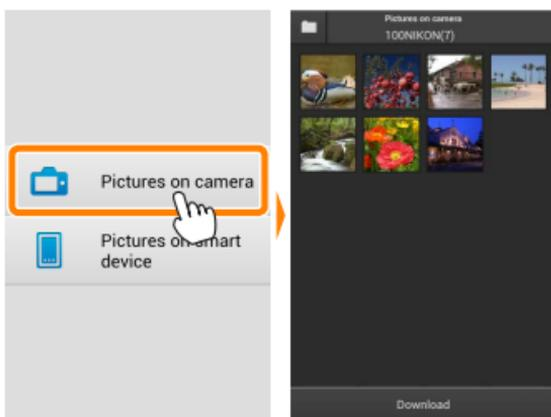 Pictures on camera
Pictures on smart
device
Pictures on camera
100NIKON(7)
Download